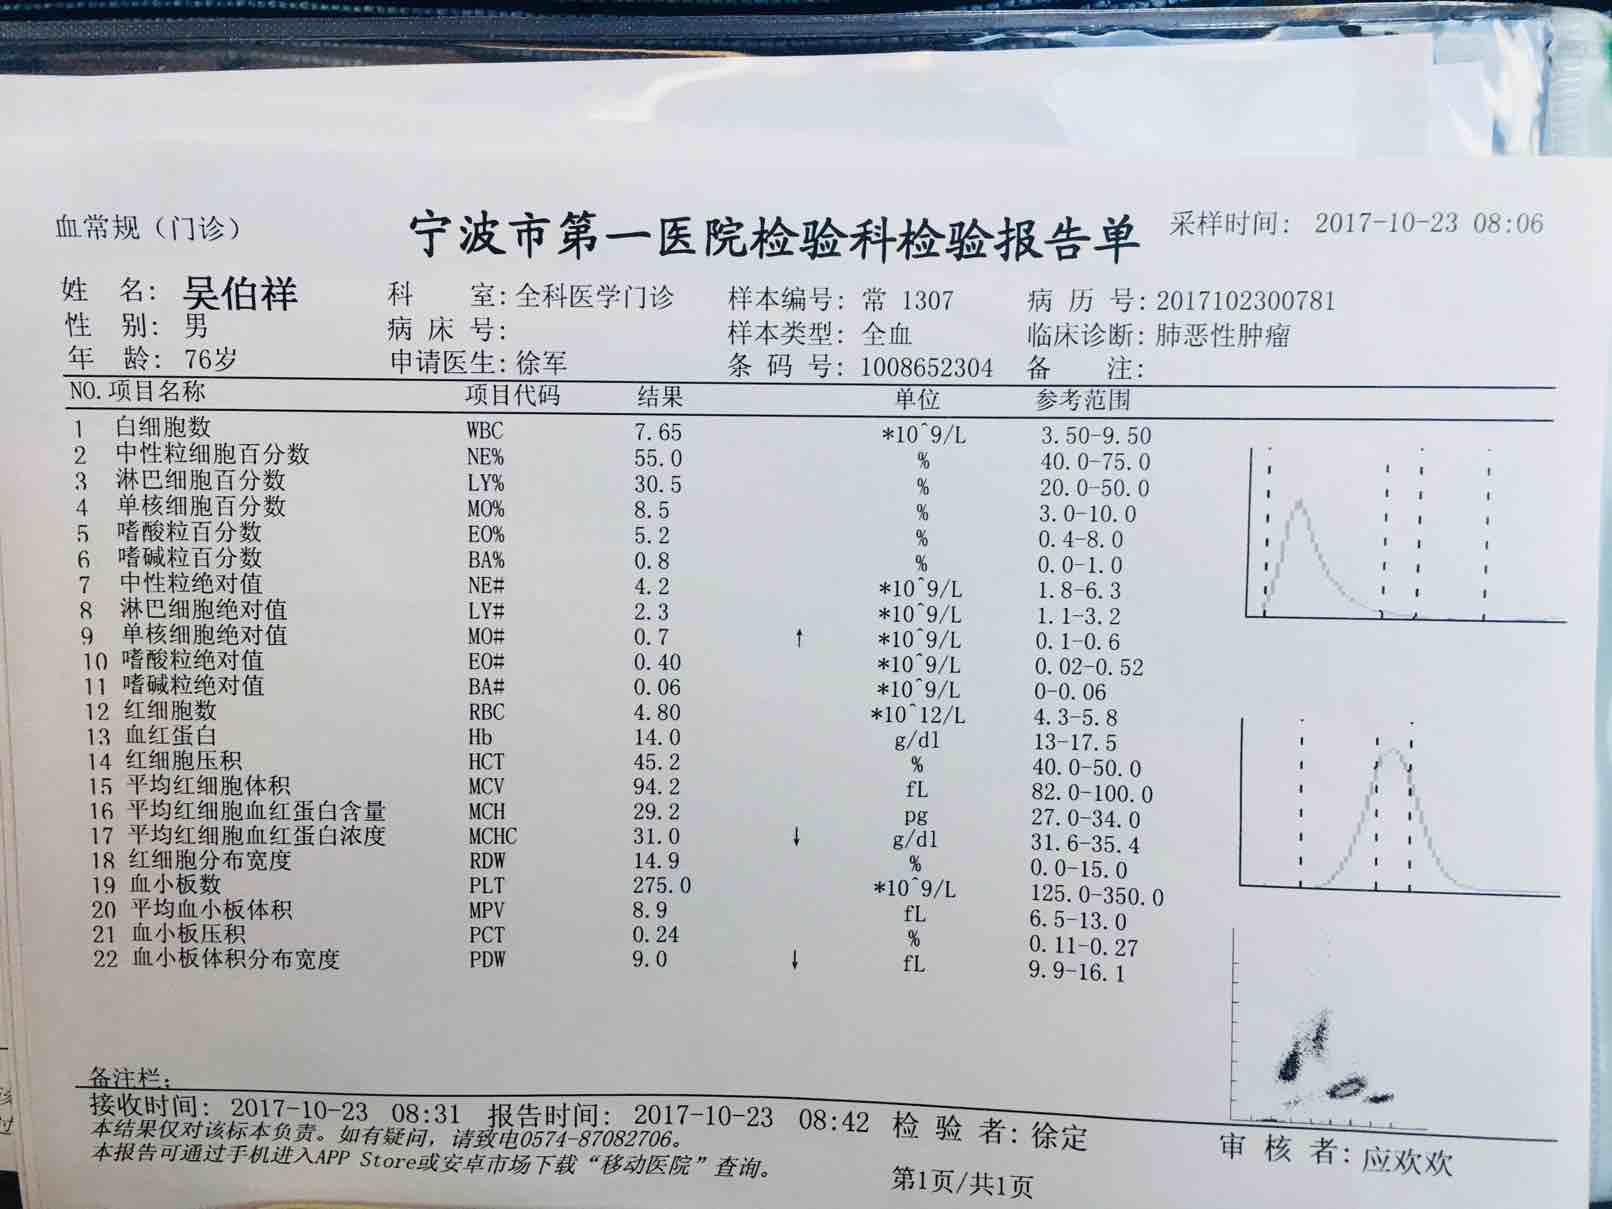 血常规（门诊）
宁波市第一医院检验科检验报告单
采样时间: 2017-10-23 08:06
姓 名: 吴伯祥 科 室: 全科医学门诊 样本编号: 常 1307 病 历 号: 2017102300781
性 别: 男 病 床 号: 样本类型: 全血 临床诊断: 肺恶性肿瘤
年 龄: 76岁 申请医生: 徐军 条 码 号: 1008652304 备 注:
NO. 项目名称 项目代码 结果 单位 参考范围
1 白细胞数 WBC 7.65 *10^9/L 3.50-9.50
2 中性粒细胞百分数 NE% 55.0 % 40.0-75.0
3 淋巴细胞百分数 LY% 30.5 % 20.0-50.0
4 单核细胞百分数 MO% 8.5 % 3.0-10.0
5 嗜酸粒百分数 EO% 5.2 % 0.4-8.0
6 嗜碱粒百分数 BA% 0.8 % 0.0-1.0
7 中性粒绝对值 NE# 4.2 *10^9/L 1.8-6.3
8 淋巴细胞绝对值 LY# 2.3 *10^9/L 1.1-3.2
9 单核细胞绝对值 MO# 0.7 ↑ *10^9/L 0.1-0.6
10 嗜酸粒绝对值 EO# 0.40 *10^9/L 0.02-0.52
11 嗜碱粒绝对值 BA# 0.06 *10^9/L 0-0.06
12 红细胞数 RBC 4.80 *10^12/L 4.3-5.8
13 血红蛋白 Hb 14.0 g/dl 13-17.5
14 红细胞压积 HCT 45.2 % 40.0-50.0
15 平均红细胞体积 MCV 94.2 fL 82.0-100.0
16 平均红细胞血红蛋白含量 MCH 29.2 pg 27.0-34.0
17 平均红细胞血红蛋白浓度 MCHC 31.0 ↓ g/dl 31.6-35.4
18 红细胞分布宽度 RDW 14.9 % 0.0-15.0
19 血小板数 PLT 275.0 *10^9/L 125.0-350.0
20 平均血小板体积 MPV 8.9 fL 6.5-13.0
21 血小板压积 PCT 0.24 % 0.11-0.27
22 血小板体积分布宽度 PDW 9.0 ↓ fL 9.9-16.1
备注栏:
接收时间: 2017-10-23 08:31 报告时间: 2017-10-23 08:42 检 验 者: 徐定 审 核 者: 应欢欢
本结果仅对该标本负责。如有疑问，请致电0574-87082706。
本报告可通过手机进入APP Store或安卓市场下载“移动医院”查询。
第1页/共1页